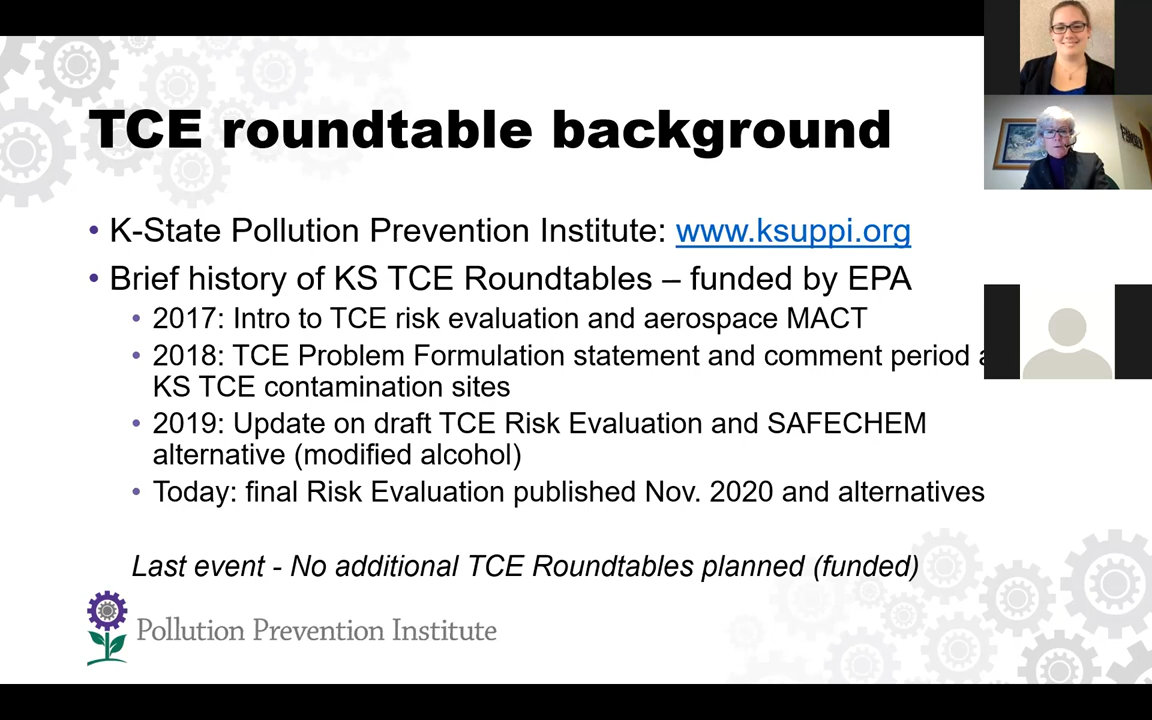 TCE roundtable background
• K-State Pollution Prevention Institute: www.ksuppi.org
• Brief history of KS TCE Roundtables – funded by EPA
• 2017: Intro to TCE risk evaluation and aerospace MACT
• 2018: TCE Problem Formulation statement and comment period
KS TCE contamination sites
• 2019: Update on draft TCE Risk Evaluation and SAFECHEM
alternative (modified alcohol)
• Today: final Risk Evaluation published Nov. 2020 and alternatives
Last event - No additional TCE Roundtables planned (funded)
Pollution Prevention Institute